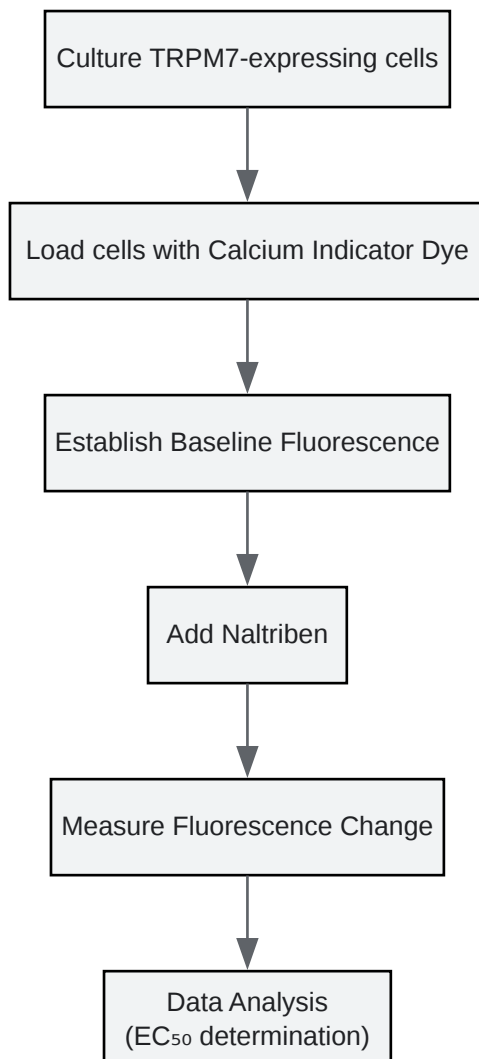 Culture TRPM7-expressing cells
Load cells with Calcium Indicator Dye
Establish Baseline Fluorescence
Add Naltriben
Measure Fluorescence Change
Data Analysis
(EC₅₀ determination)